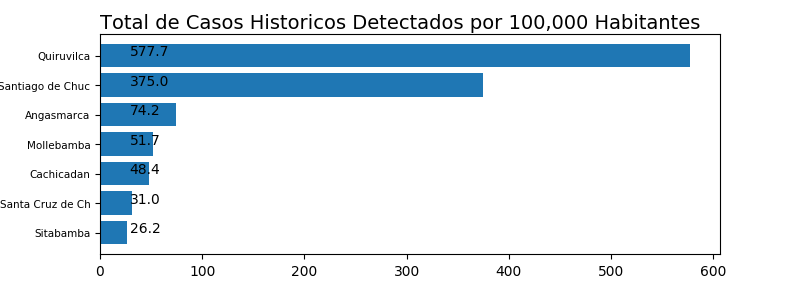 Total de Casos Historicos Detectados por 100,000 Habitantes
Quiruvilca 577.7
Santiago de Chuc 375.0
Angasmarca 74.2
Mollebamba 51.7
Cachicadan 48.4
Santa Cruz de Ch 31.0
Sitabamba 26.2
0 100 200 300 400 500 600